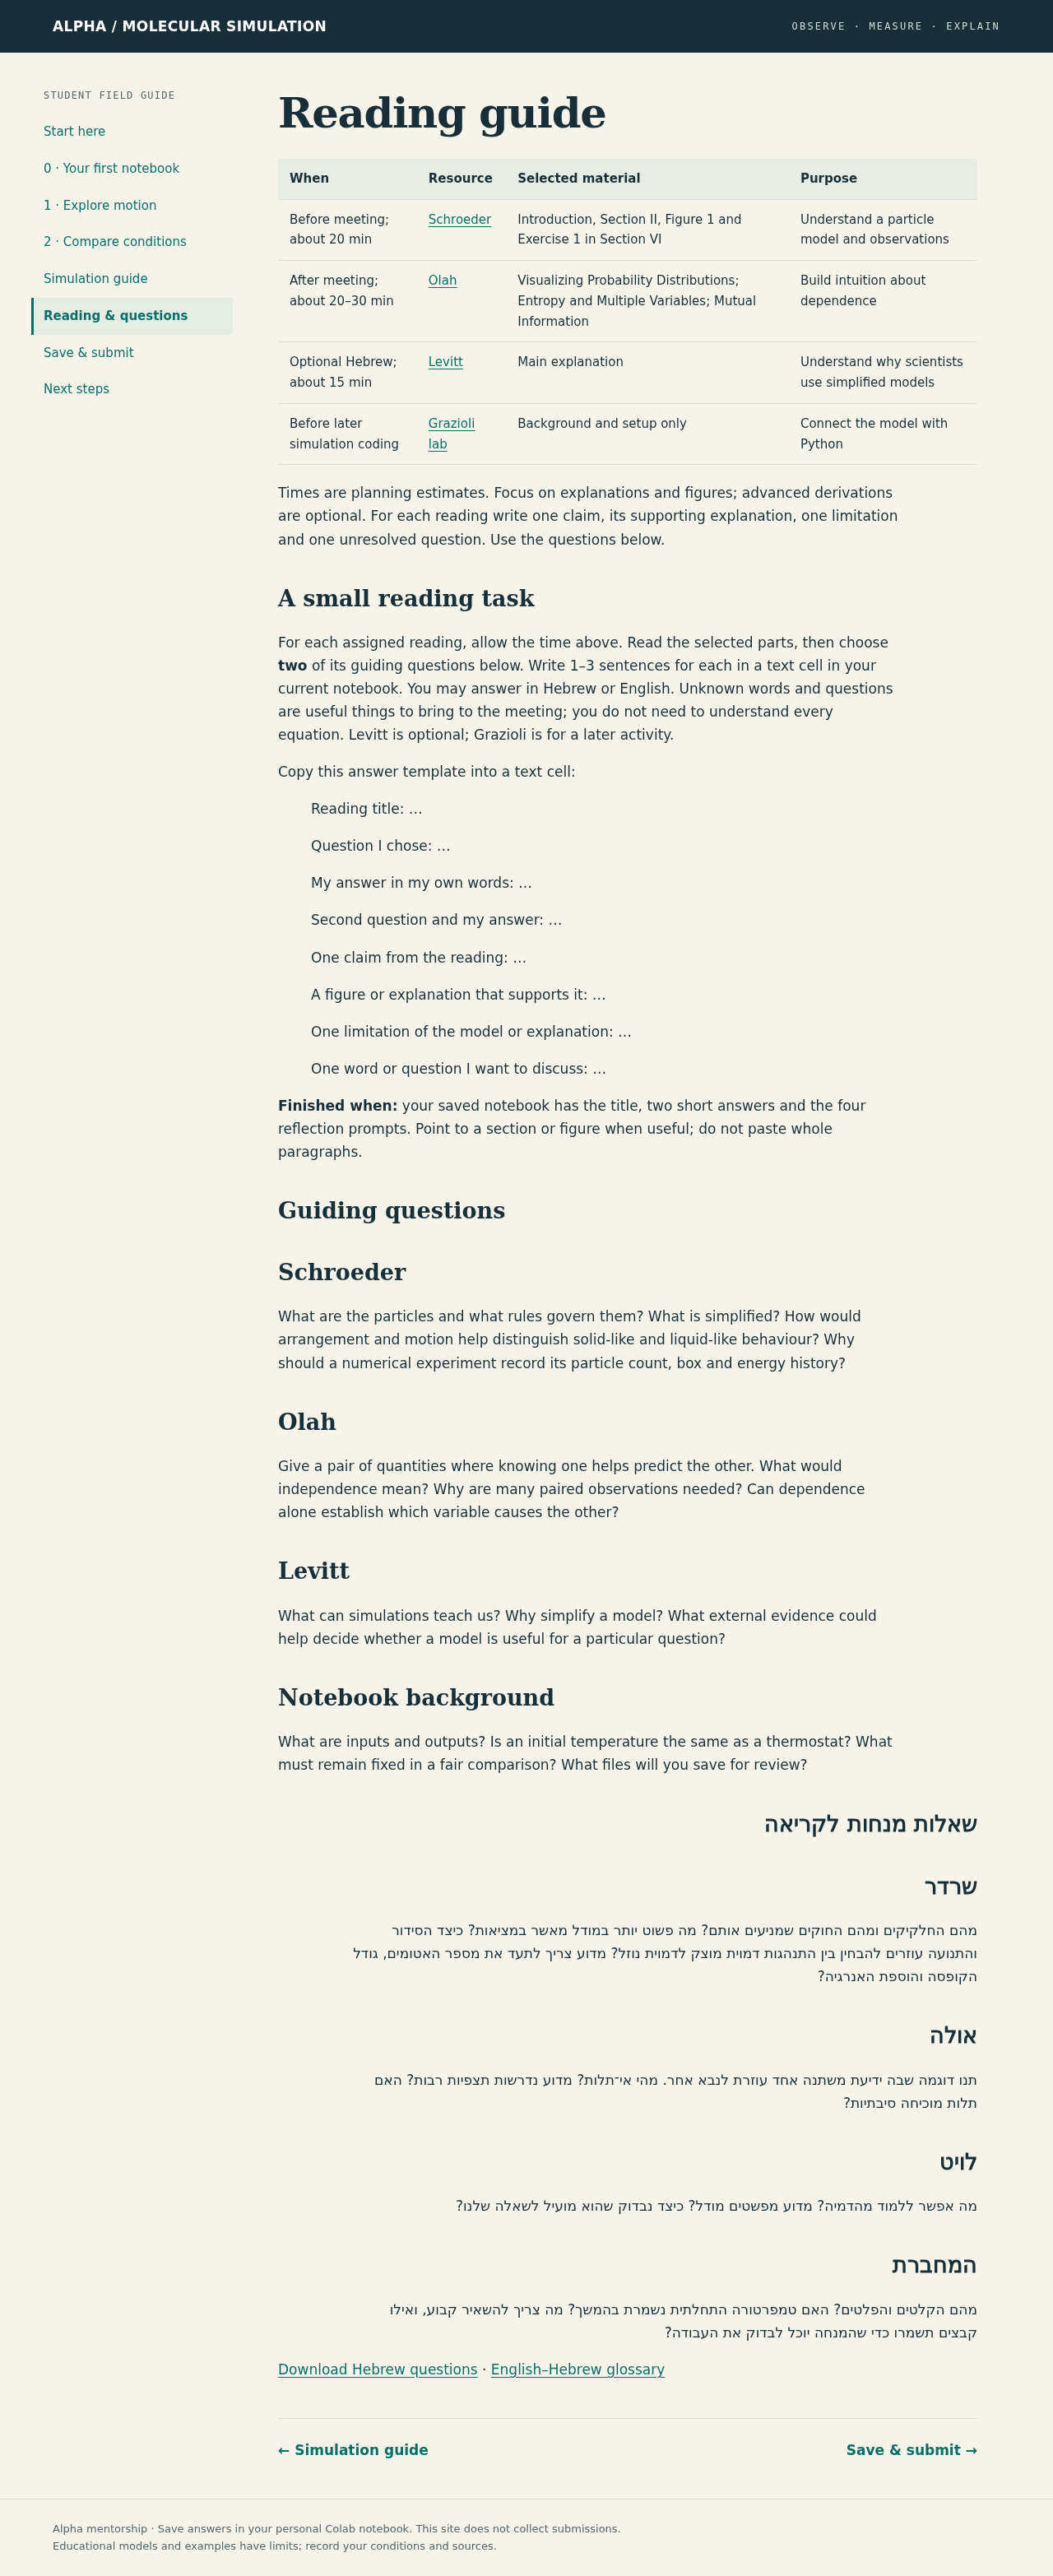 ALPHA / MOLECULAR SIMULATION
OBSERVE · MEASURE · EXPLAIN
STUDENT FIELD GUIDE
Start here
0 · Your first notebook
1 · Explore motion
2 · Compare conditions
Simulation guide
Reading & questions
Save & submit
Next steps
Reading guide
When Resource Selected material Purpose
Before meeting; about 20 min Schroeder Introduction, Section II, Figure 1 and Exercise 1 in Section VI Understand a particle model and observations
After meeting; about 20–30 min Olah Visualizing Probability Distributions; Entropy and Multiple Variables; Mutual Information Build intuition about dependence
Optional Hebrew; about 15 min Levitt Main explanation Understand why scientists use simplified models
Before later simulation coding Grazioli lab Background and setup only Connect the model with Python
Times are planning estimates. Focus on explanations and figures; advanced derivations
are optional. For each reading write one claim, its supporting explanation, one limitation
and one unresolved question. Use the questions below.
A small reading task
For each assigned reading, allow the time above. Read the selected parts, then choose
two of its guiding questions below. Write 1–3 sentences for each in a text cell in your
current notebook. You may answer in Hebrew or English. Unknown words and questions
are useful things to bring to the meeting; you do not need to understand every
equation. Levitt is optional; Grazioli is for a later activity.
Copy this answer template into a text cell:
Reading title: …
Question I chose: …
My answer in my own words: …
Second question and my answer: …
One claim from the reading: …
A figure or explanation that supports it: …
One limitation of the model or explanation: …
One word or question I want to discuss: …
Finished when: your saved notebook has the title, two short answers and the four
reflection prompts. Point to a section or figure when useful; do not paste whole
paragraphs.
Guiding questions
Schroeder
What are the particles and what rules govern them? What is simplified? How would
arrangement and motion help distinguish solid-like and liquid-like behaviour? Why
should a numerical experiment record its particle count, box and energy history?
Olah
Give a pair of quantities where knowing one helps predict the other. What would
independence mean? Why are many paired observations needed? Can dependence
alone establish which variable causes the other?
Levitt
What can simulations teach us? Why simplify a model? What external evidence could
help decide whether a model is useful for a particular question?
Notebook background
What are inputs and outputs? Is an initial temperature the same as a thermostat? What
must remain fixed in a fair comparison? What files will you save for review?
שאלות מנחות לקריאה
שרדר
מהם החלקיקים ומהם החוקים שמניעים אותם? מה פשוט יותר במודל מאשר במציאות? כיצד הסידור
והתנועה עוזרים להבחין בין התנהגות דמוית מוצק לדמוית נוזל? מדוע צריך לתעד את מספר האטומים, גודל
הקופסה והוספת האנרגיה?
אולה
תנו דוגמה שבה ידיעת משתנה אחד עוזרת לנבא אחר. מהי אי־תלות? מדוע נדרשות תצפיות רבות? האם
תלות מוכיחה סיבתיות?
לויט
מה אפשר ללמוד מהדמיה? מדוע מפשטים מודל? כיצד נבדוק שהוא מועיל לשאלה שלנו?
המחברת
מהם הקלטים והפלטים? האם טמפרטורה התחלתית נשמרת בהמשך? מה צריך להשאיר קבוע, ואילו
קבצים תשמרו כדי שהמנחה יוכל לבדוק את העבודה?
Download Hebrew questions · English–Hebrew glossary
← Simulation guide
Save & submit →
Alpha mentorship · Save answers in your personal Colab notebook. This site does not collect submissions.
Educational models and examples have limits; record your conditions and sources.